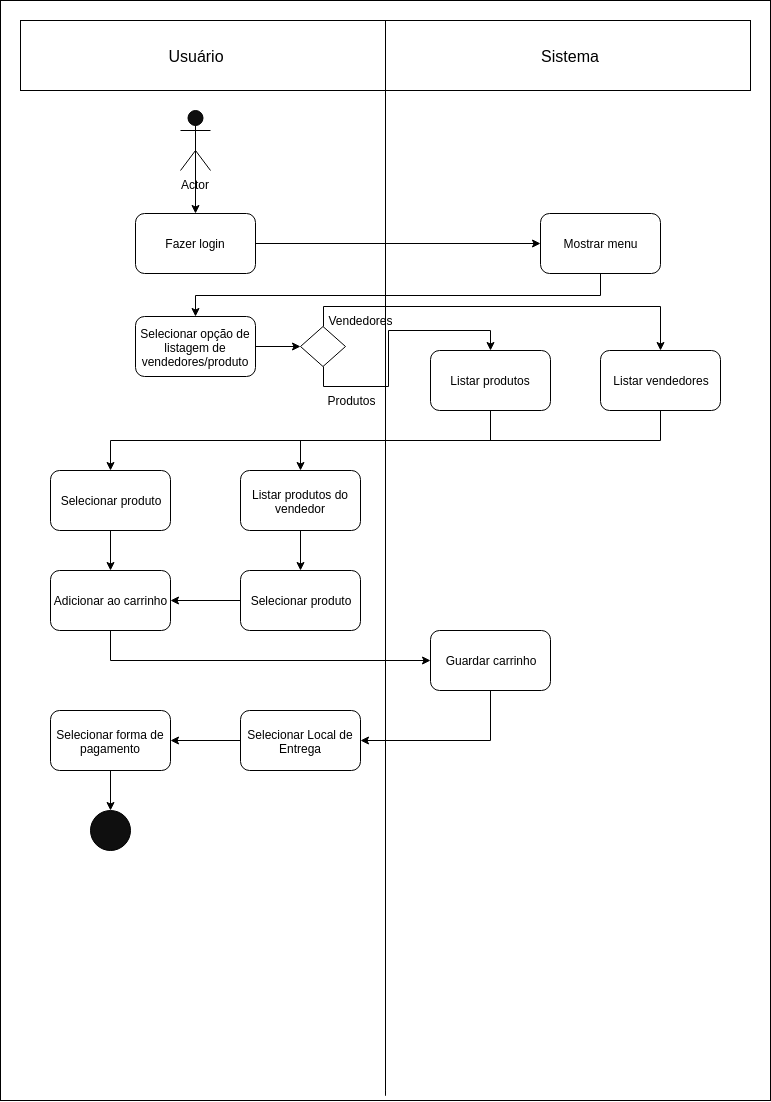 Usuário
Sistema
Actor
Fazer login
Mostrar menu
Selecionar opção de
listagem de
vendedores/produto
Vendedores
Produtos
Listar produtos
Listar vendedores
Selecionar produto
Listar produtos do
vendedor
Adicionar ao carrinho
Selecionar produto
Guardar carrinho
Selecionar forma de
pagamento
Selecionar Local de
Entrega